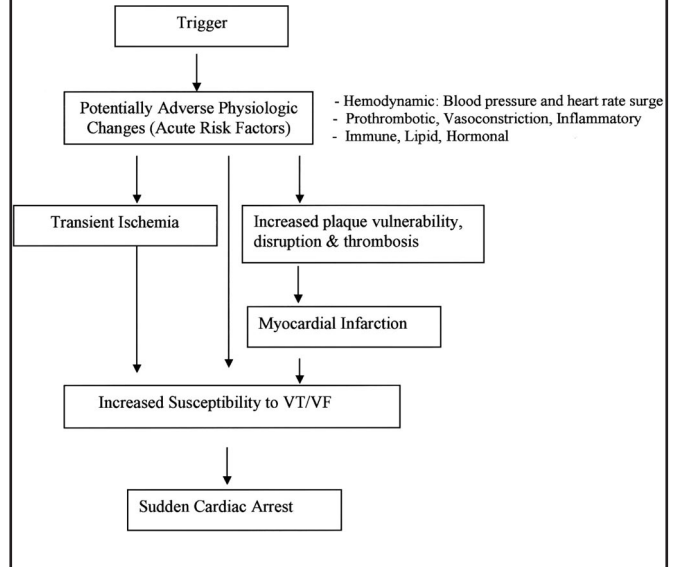 Trigger
Potentially Adverse Physiologic
Changes (Acute Risk Factors)
- Hemodynamic: Blood pressure and heart rate surge
- Prothrombotic, Vasoconstriction, Inflammatory
- Immune, Lipid, Hormonal
Transient Ischemia
Increased plaque vulnerability,
disruption & thrombosis
Myocardial Infarction
Increased Susceptibility to VT/VF
Sudden Cardiac Arrest